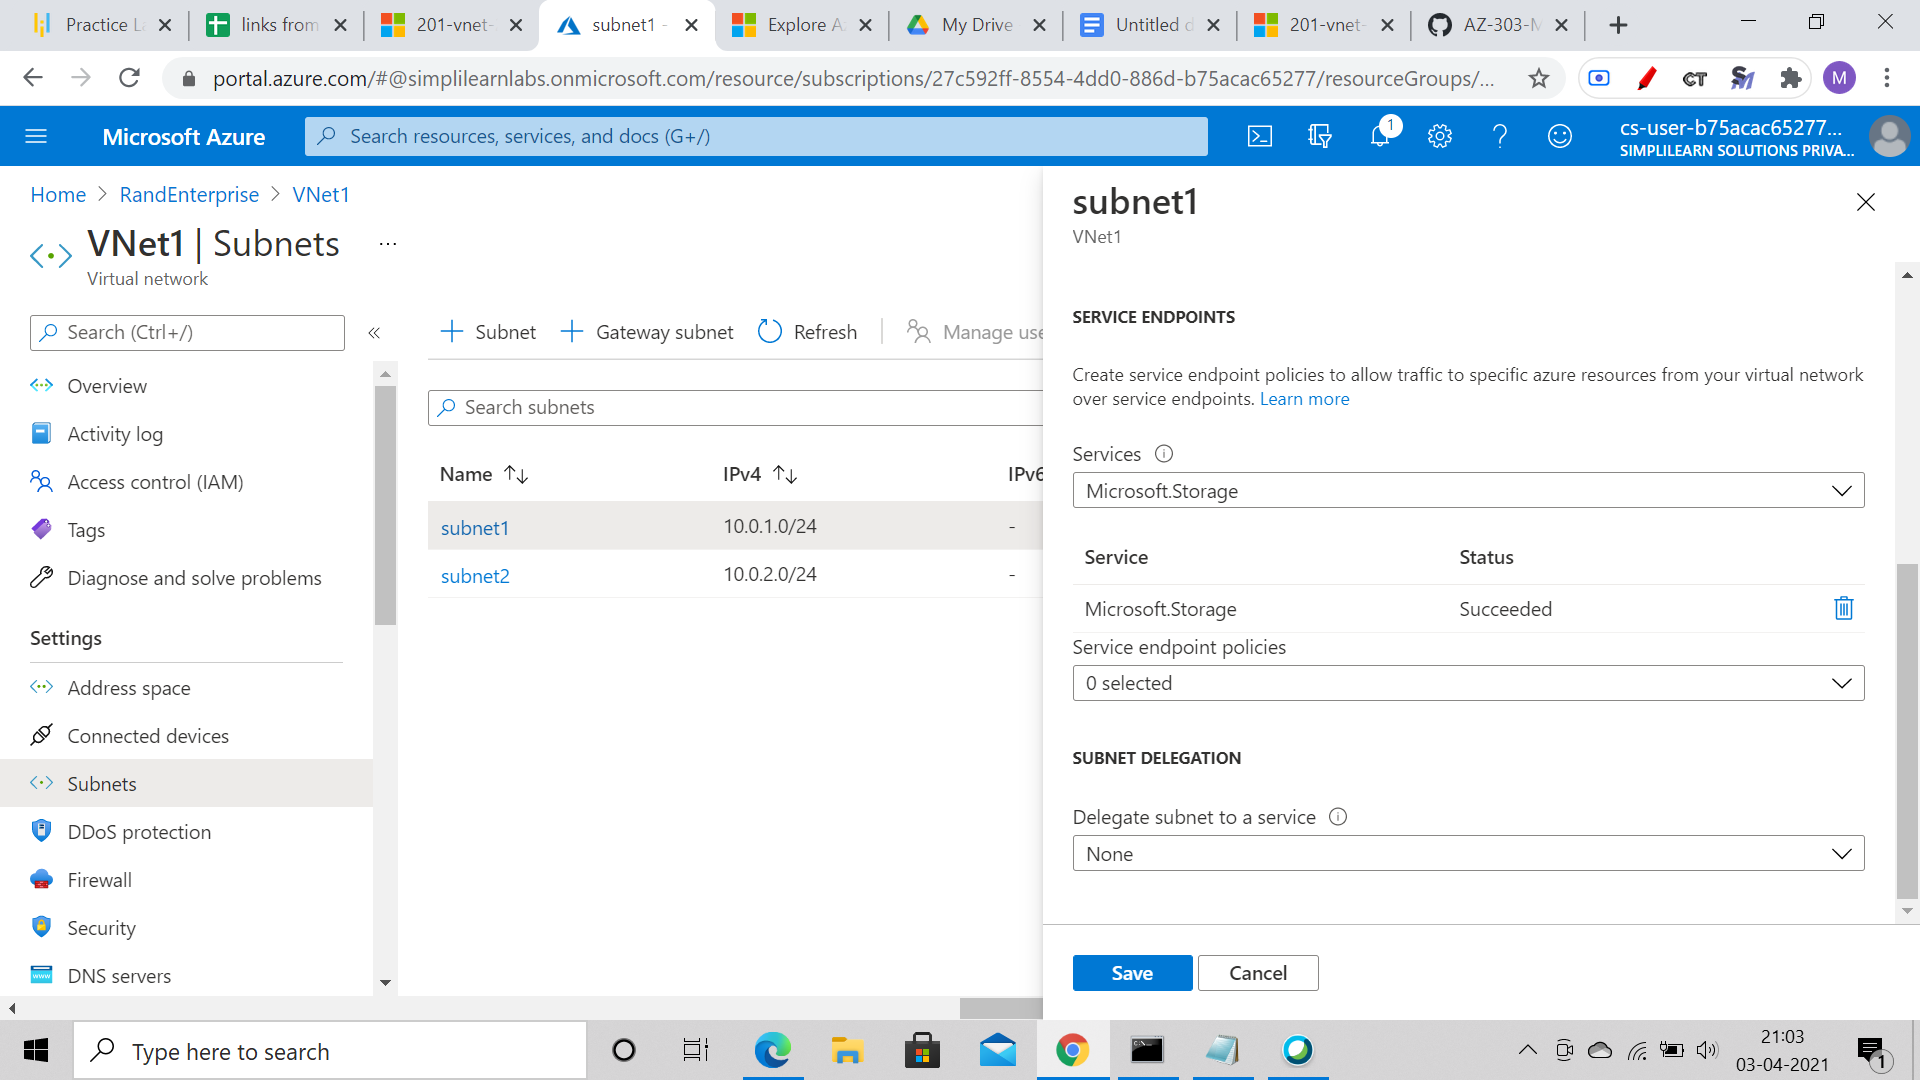 Practice L
links from
201-vnet-
subnet1 -
Explore A
My Drive
Untitled d
201-vnet-
AZ-303-M
portal.azure.com/#@simplilearnlabs.onmicrosoft.com/resource/subscriptions/27c592ff-8554-4dd0-886d-b75acac65277/resourceGroups/...
CT
M
Microsoft Azure
Search resources, services, and docs (G+/)
1
cs-user-b75acac65277...
SIMPLILEARN SOLUTIONS PRIVA...
Home > RandEnterprise > VNet1
VNet1 | Subnets ...
Virtual network
Search (Ctrl+/)
«
Overview
Activity log
Access control (IAM)
Tags
Diagnose and solve problems
Settings
Address space
Connected devices
Subnets
DDoS protection
Firewall
Security
DNS servers
+ Subnet
+ Gateway subnet
Refresh
Manage use
Search subnets
Name IPv4 IPv6
subnet1 10.0.1.0/24 -
subnet2 10.0.2.0/24 -
subnet1
VNet1
SERVICE ENDPOINTS
Create service endpoint policies to allow traffic to specific azure resources from your virtual network
over service endpoints. Learn more
Services
Microsoft.Storage
Service Status
Microsoft.Storage Succeeded
Service endpoint policies
0 selected
SUBNET DELEGATION
Delegate subnet to a service
None
Save
Cancel
Type here to search
21:03
03-04-2021
1